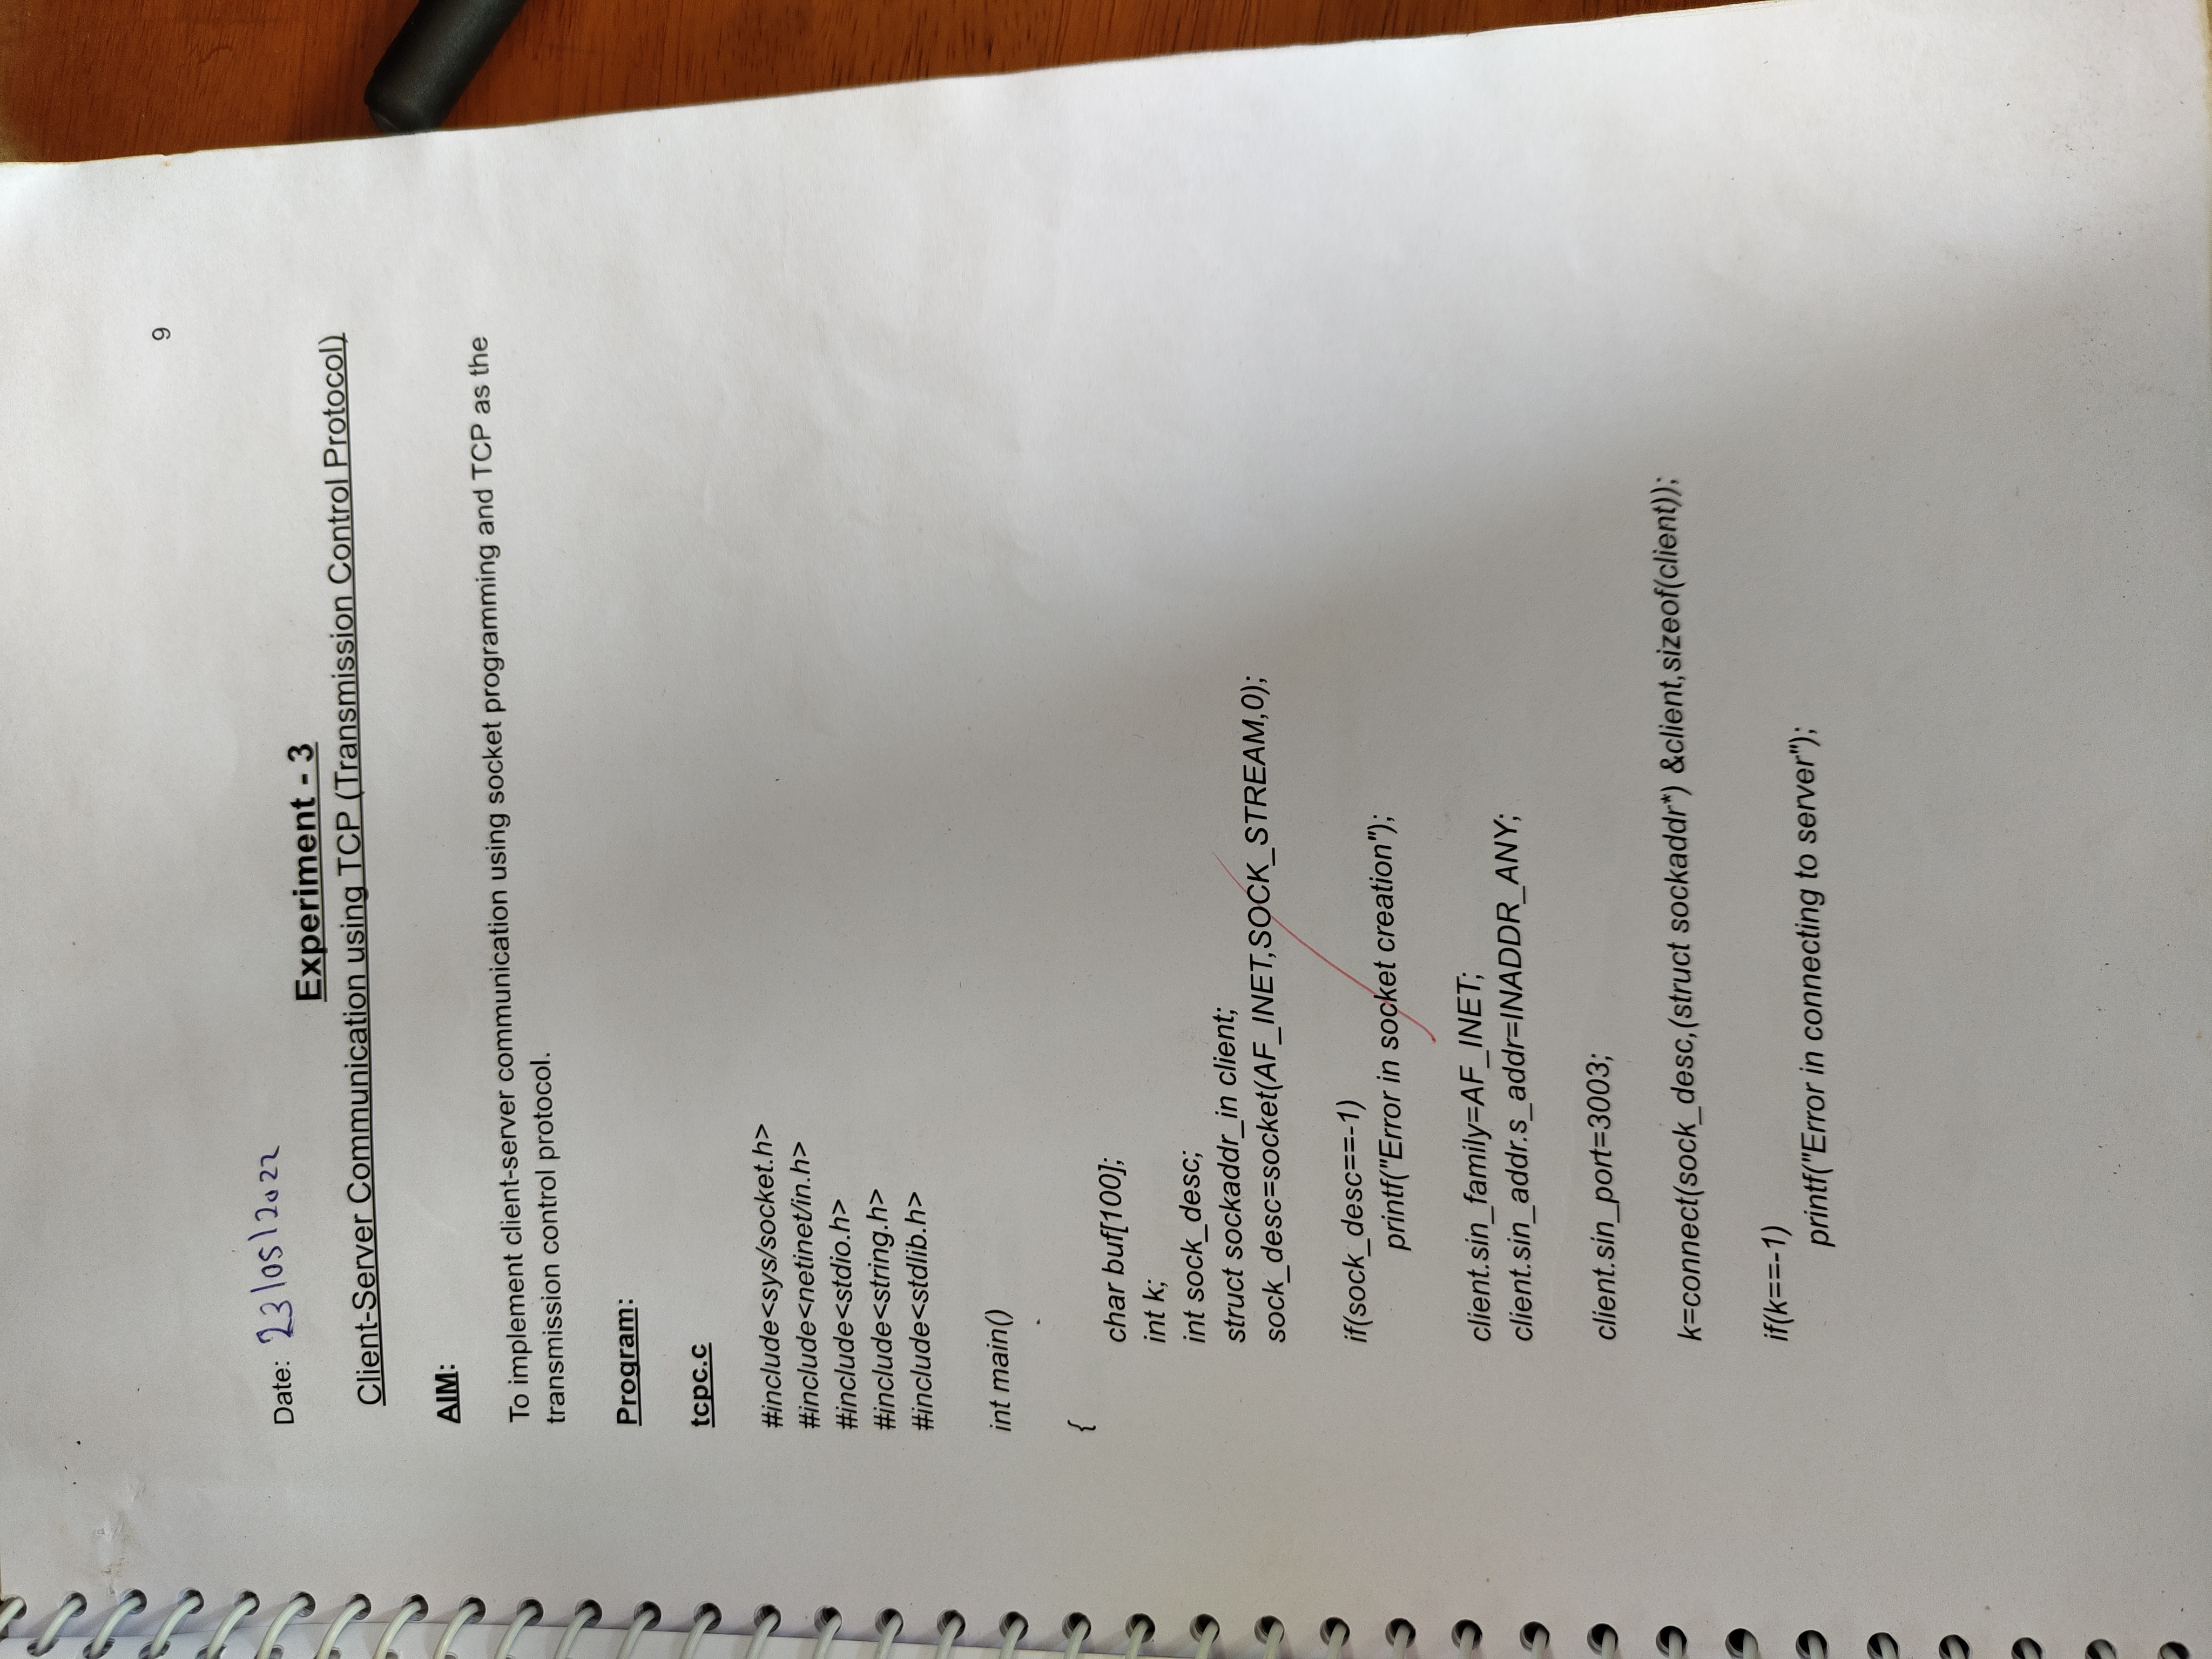 9
Date: 23/05/2022
Experiment - 3
Client-Server Communication using TCP (Transmission Control Protocol)
AIM:
To implement client-server communication using socket programming and TCP as the
transmission control protocol.
Program:
tcpc.c
#include<sys/socket.h>
#include<netinet/in.h>
#include<stdio.h>
#include<string.h>
#include<stdlib.h>
int main()
{
char buf[100];
int k;
int sock_desc;
struct sockaddr_in client;
sock_desc=socket(AF_INET,SOCK_STREAM,0);
if(sock_desc==-1)
printf("Error in socket creation");
client.sin_family=AF_INET;
client.sin_addr.s_addr=INADDR_ANY;
client.sin_port=3003;
k=connect(sock_desc,(struct sockaddr*) &client,sizeof(client));
if(k==-1)
printf("Error in connecting to server");